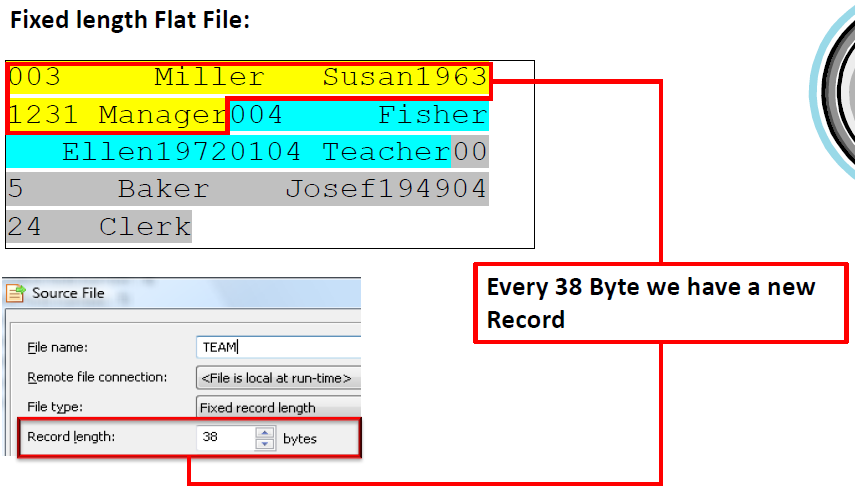 Fixed length Flat File:
003     Miller   Susan1963
1231 Manager004     Fisher
   Ellen19720104 Teacher00
5     Baker    Josef194904
24   Clerk
Source File
File name: TEAM
Remote file connection: <File is local at run-time>
File type: Fixed record length
Record length: 38 bytes
Every 38 Byte we have a new
Record